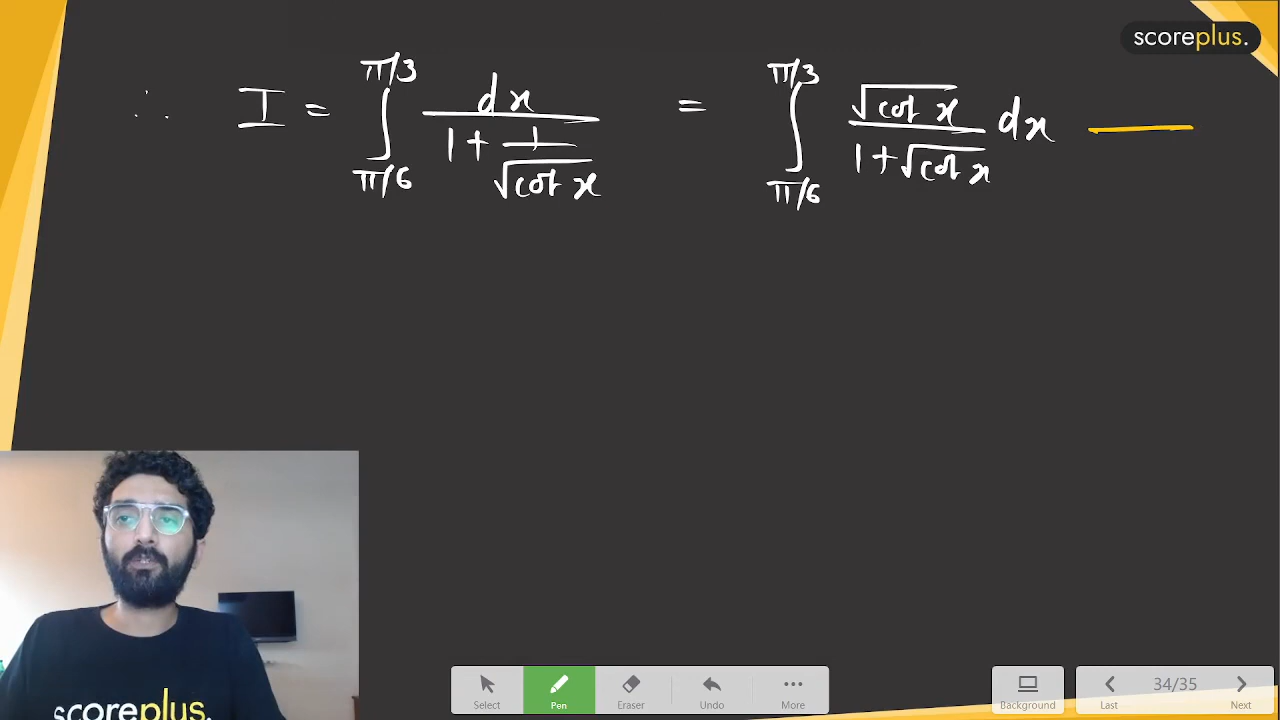 scoreplus.
∴ I = ∫_{π/6}^{π/3} dx / (1 + 1/√cot x) = ∫_{π/6}^{π/3} √cot x / (1 + √cot x) dx
scoreplus.
Select Pen Eraser Undo More Background Last 34/35 Next